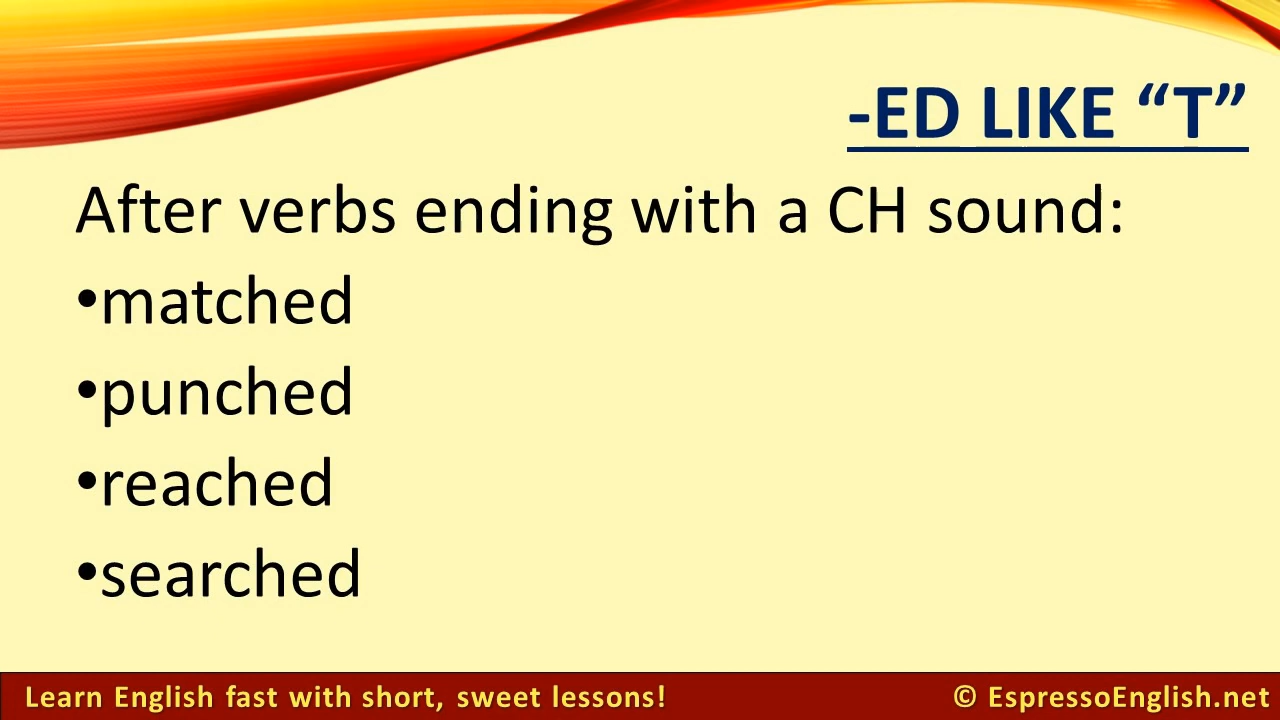 -ED LIKE “T”
After verbs ending with a CH sound:
•matched
•punched
•reached
•searched
Learn English fast with short, sweet lessons!
© EspressoEnglish.net